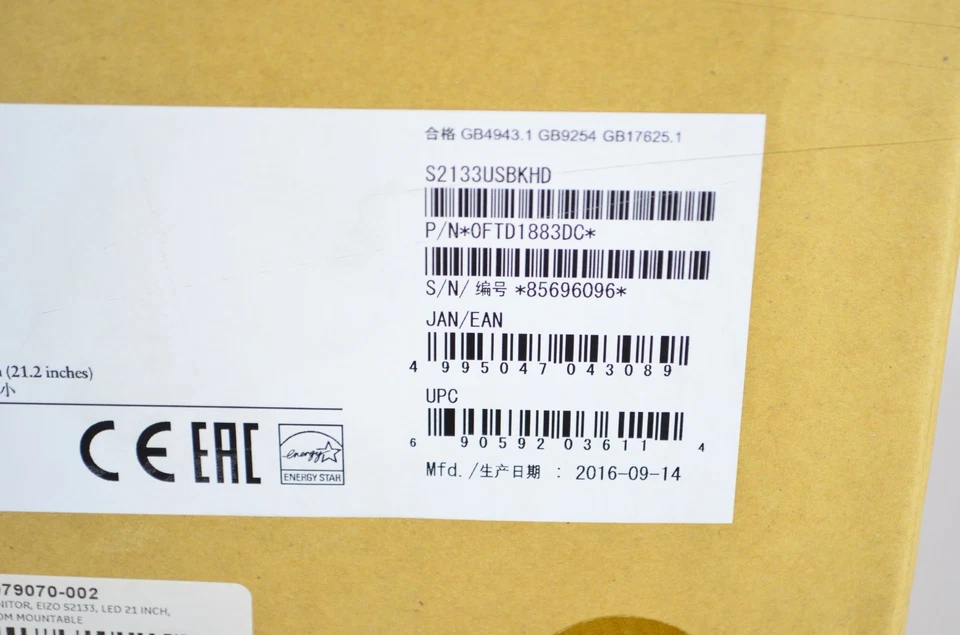 合格 GB4943.1 GB9254 GB17625.1
S2133USBKHD
P/N*0FTD1883DC*
S/N/ 编号 *85696096*
JAN/EAN
4 995047 043089
UPC
6 90592 03611 4
Mfd./生产日期 : 2016-09-14
(21.2 inches)
小
CE EAC
energy
ENERGY STAR
79070-002
NITOR, EIZO S2133, LED 21 INCH,
OM MOUNTABLE